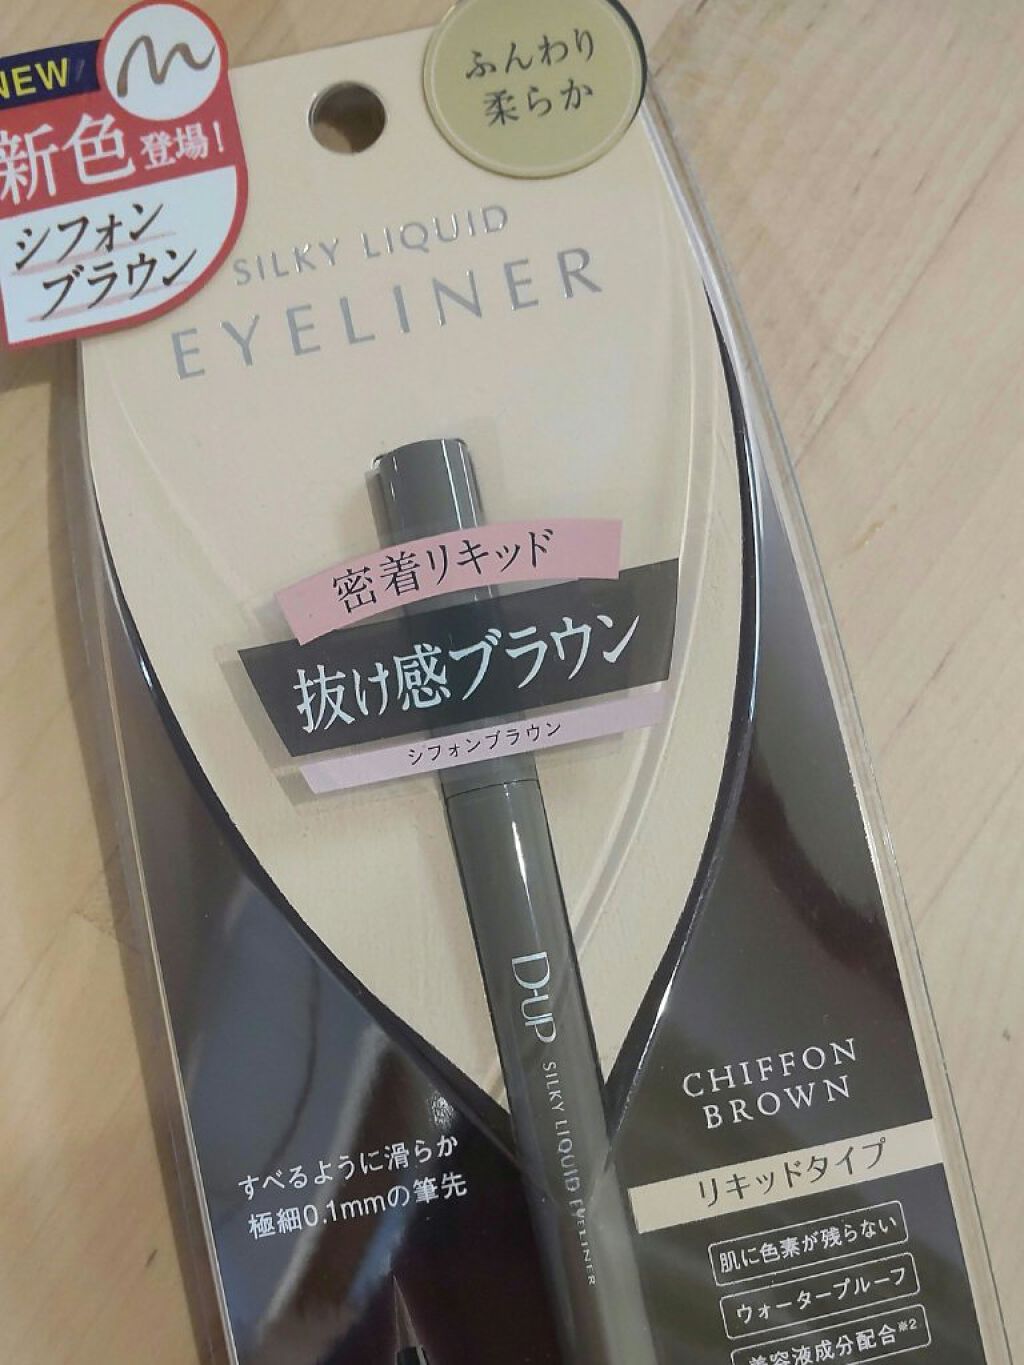 NEW
新色登場!
シフォン
ブラウン
ふんわり
柔らか
SILKY LIQUID
EYELINER
密着リキッド
抜け感ブラウン
シフォンブラウン
D-UP SILKY LIQUID EYELINER
CHIFFON
BROWN
リキッドタイプ
すべるように滑らか
極細0.1mmの筆先
肌に色素が残らない
ウォータープルーフ
美容液成分配合※2